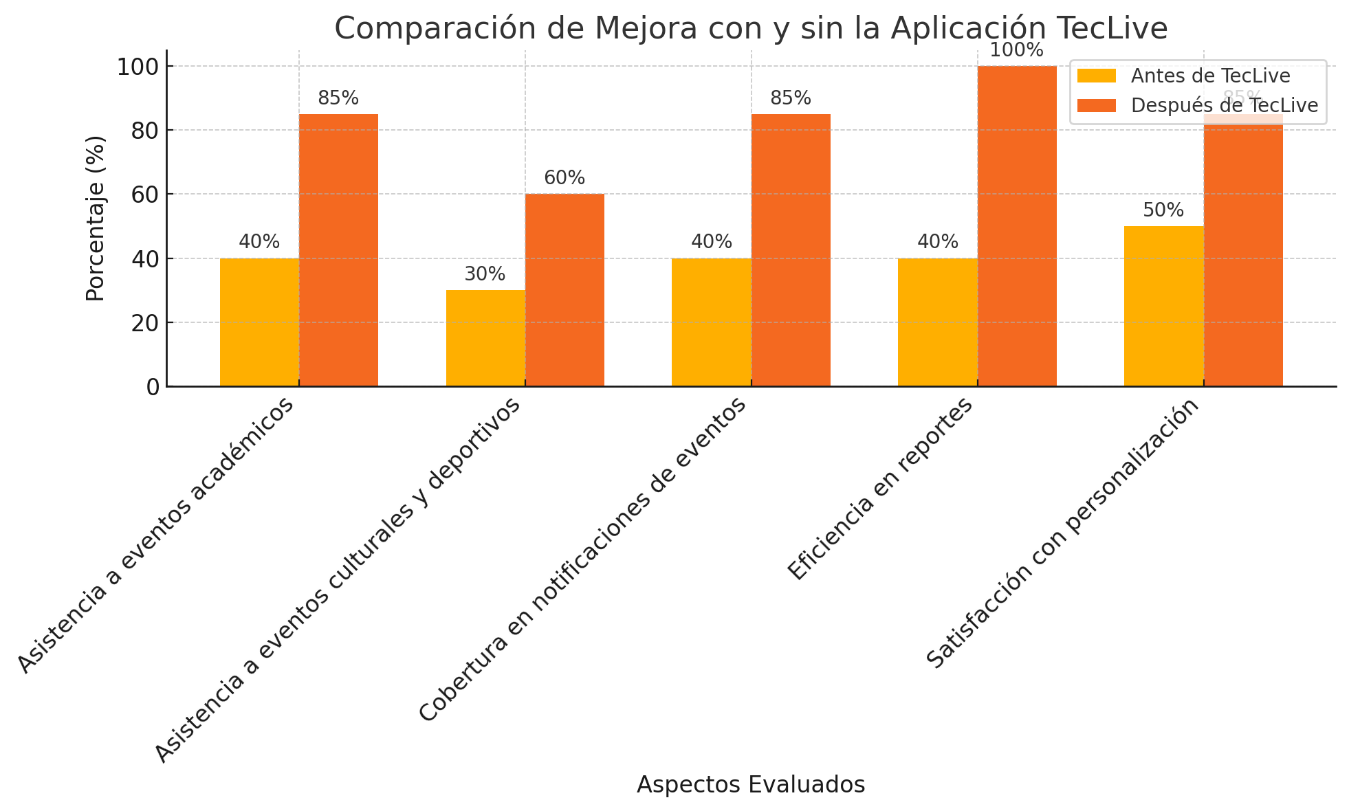 Comparación de Mejora con y sin la Aplicación TecLive
Antes de TecLive
Después de TecLive
Porcentaje (%)
100
80
60
40
20
0
40%
85%
30%
60%
40%
85%
40%
100%
50%
85%
Asistencia a eventos académicos
Asistencia a eventos culturales y deportivos
Cobertura en notificaciones de eventos
Eficiencia en reportes
Satisfacción con personalización
Aspectos Evaluados